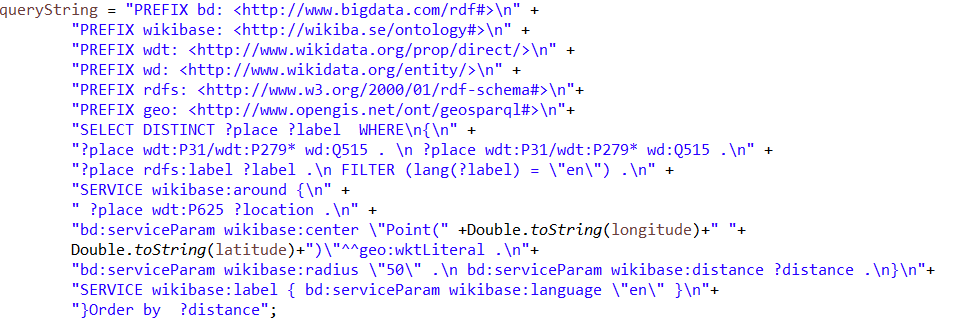 queryString = "PREFIX bd: <http://www.bigdata.com/rdf#>\n" +
"PREFIX wikibase: <http://wikiba.se/ontology#>\n" +
"PREFIX wdt: <http://www.wikidata.org/prop/direct/>\n" +
"PREFIX wd: <http://www.wikidata.org/entity/>\n" +
"PREFIX rdfs: <http://www.w3.org/2000/01/rdf-schema#>\n"+
"PREFIX geo: <http://www.opengis.net/ont/geosparql#>\n"+
"SELECT DISTINCT ?place ?label  WHERE\n{\n" +
"?place wdt:P31/wdt:P279* wd:Q515 . \n ?place wdt:P31/wdt:P279* wd:Q515 .\n" +
"?place rdfs:label ?label .\n FILTER (lang(?label) = \"en\") .\n" +
"SERVICE wikibase:around {\n" +
" ?place wdt:P625 ?location .\n" +
"bd:serviceParam wikibase:center \"Point(" +Double.toString(longitude)+" "+
Double.toString(latitude)+")\"^^geo:wktLiteral .\n"+
"bd:serviceParam wikibase:radius \"50\" .\n bd:serviceParam wikibase:distance ?distance .\n}\n"+
"SERVICE wikibase:label { bd:serviceParam wikibase:language \"en\" }\n"+
"}Order by  ?distance";